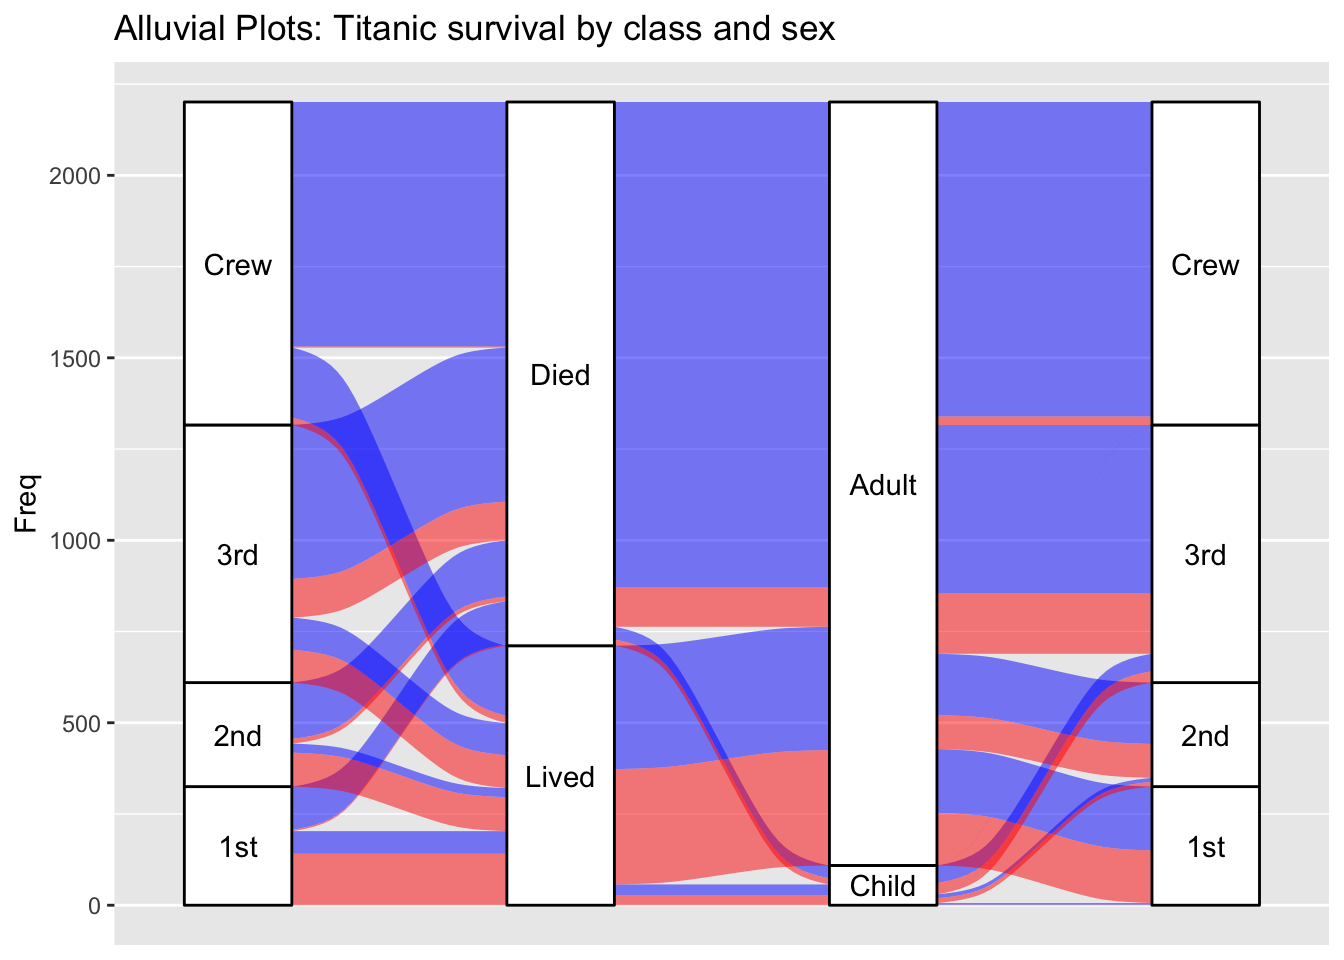 Alluvial Plots: Titanic survival by class and sex
Freq
2000
1500
1000
500
0
Crew
3rd
2nd
1st
Died
Lived
Adult
Child
Crew
3rd
2nd
1st